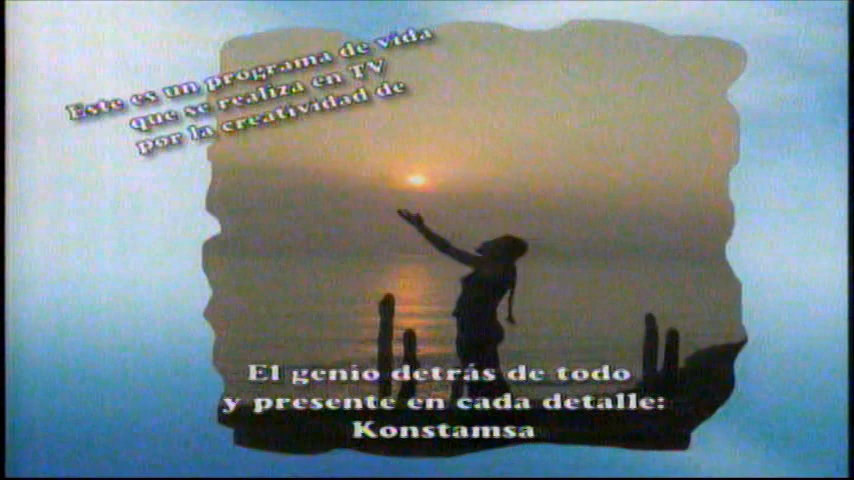 Este es un programa de vida
que se realiza en TV
por la creatividad de
El genio detrás de todo
y presente en cada detalle:
Konstamsa